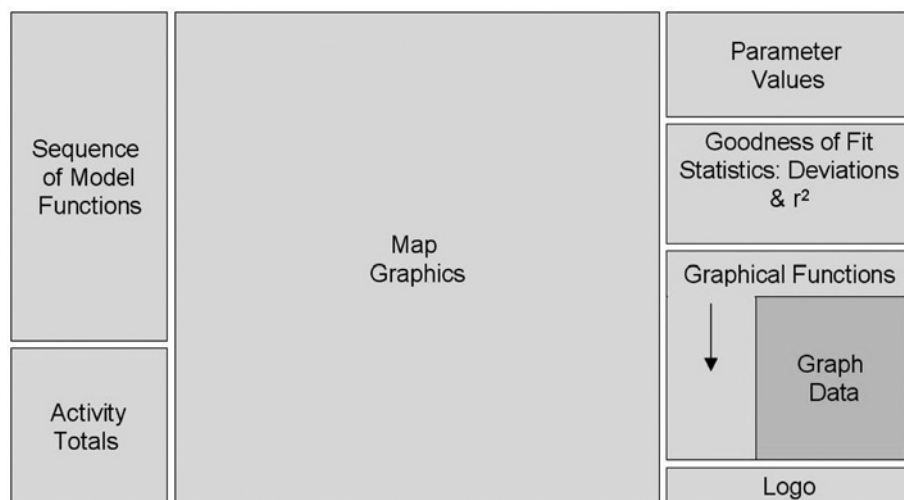 Sequence
of Model
Functions
Activity
Totals
Map
Graphics
Parameter
Values
Goodness of Fit
Statistics: Deviations
& r²
Graphical Functions
Graph
Data
Logo